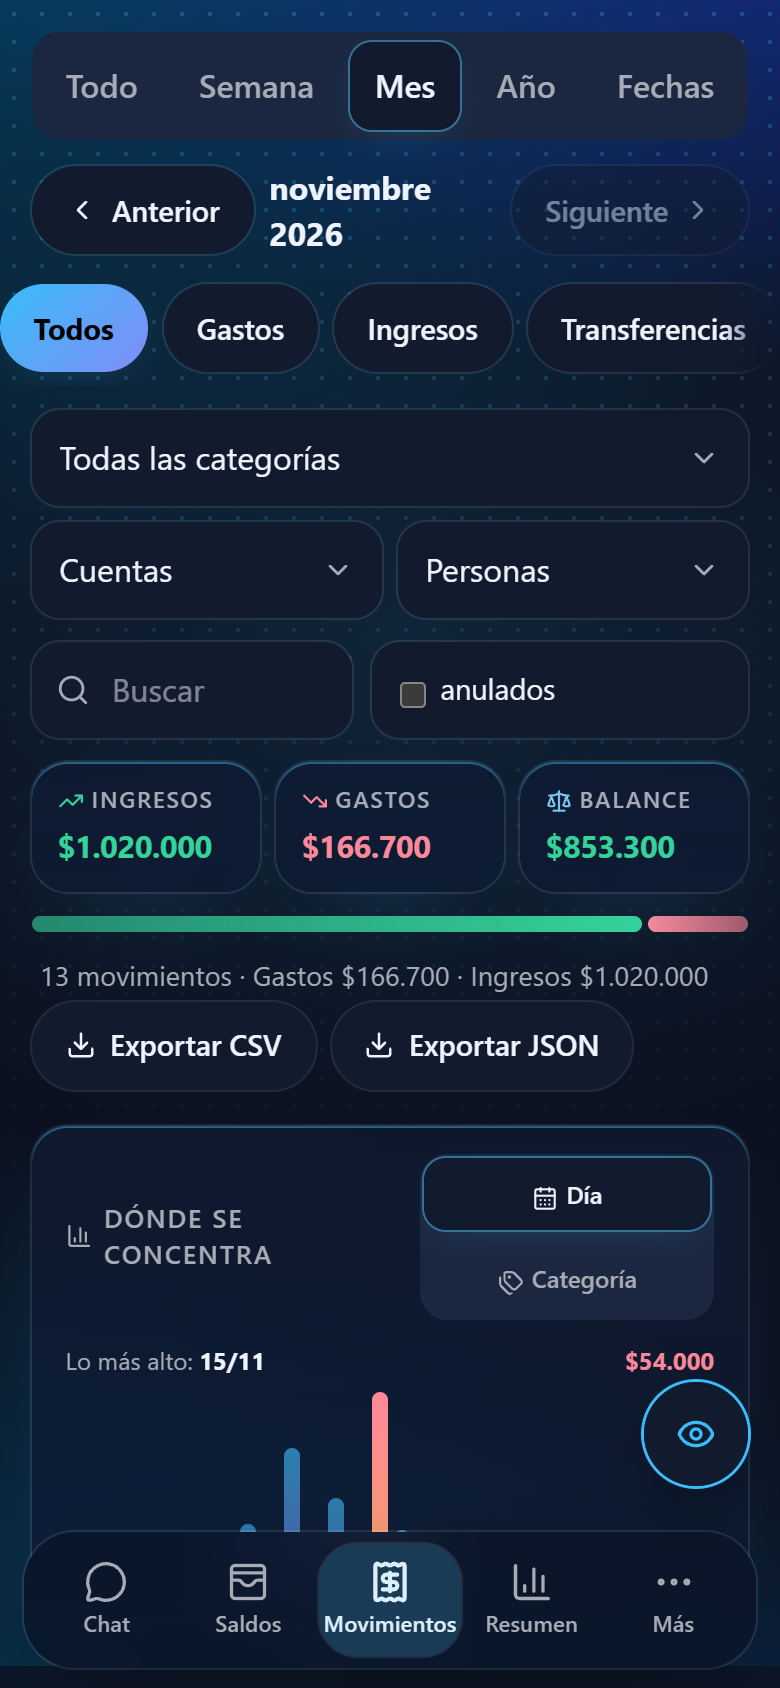 Todo Semana Mes Año Fechas
Anterior
noviembre
2026
Siguiente
Todos Gastos Ingresos Transferencias
Todas las categorías
Cuentas Personas
Buscar anulados
INGRESOS GASTOS BALANCE
$1.020.000 $166.700 $853.300
13 movimientos · Gastos $166.700 · Ingresos $1.020.000
Exportar CSV Exportar JSON
DÓNDE SE
CONCENTRA
Día
Categoría
Lo más alto: 15/11 $54.000
Chat Saldos Movimientos Resumen Más